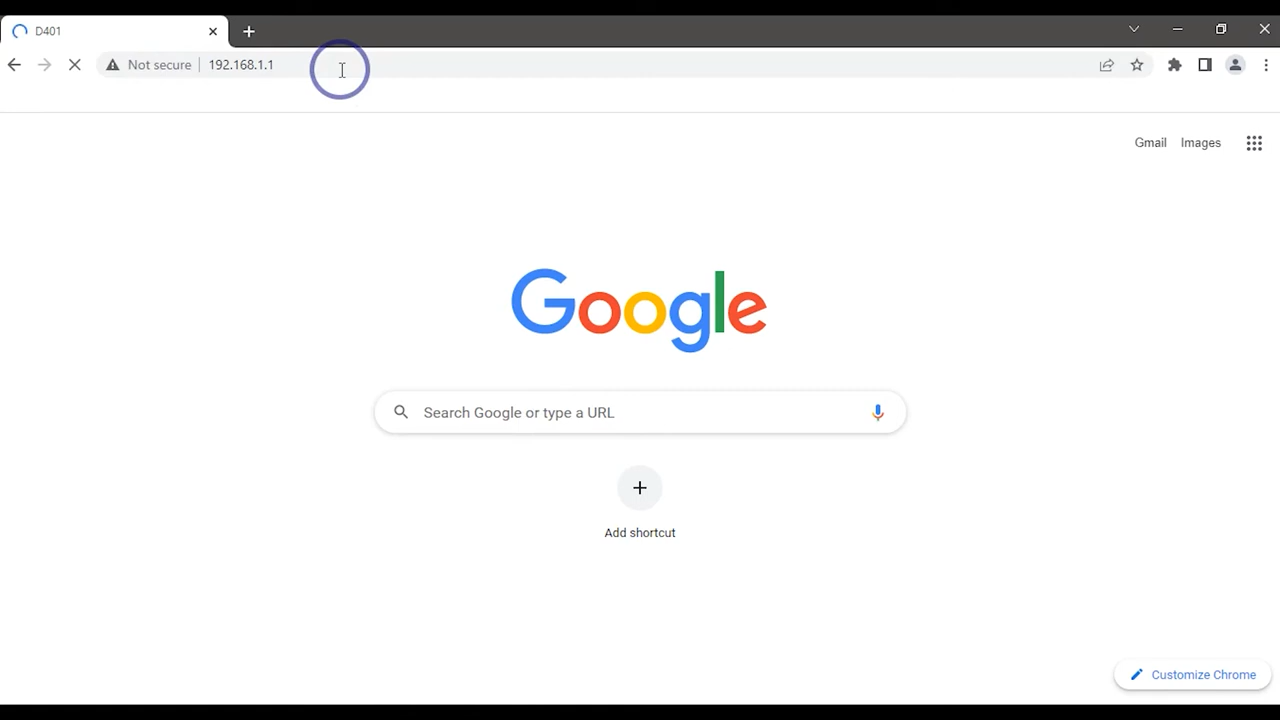 D401
Not secure
192.168.1.1
Gmail
Images
Google
Search Google or type a URL
Add shortcut
Customize Chrome